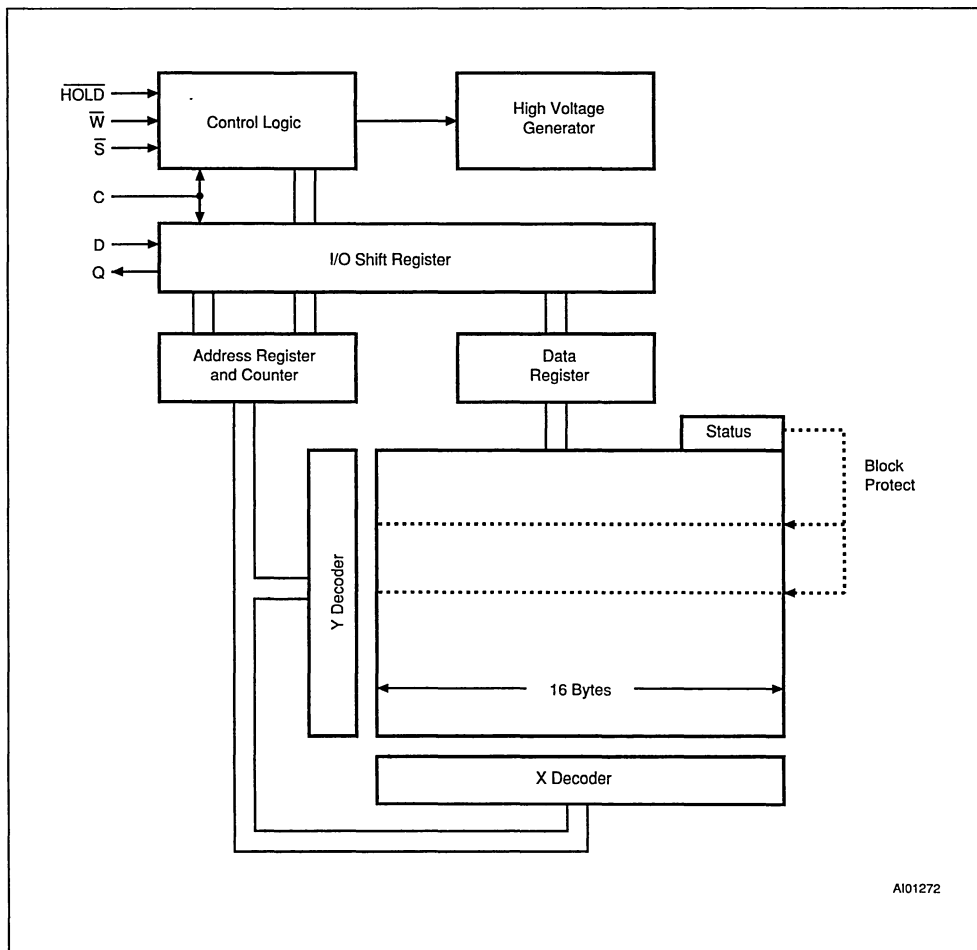 H̅O̅L̅D̅
W̅
S̅
C
D
Q
Control Logic
High Voltage
Generator
I/O Shift Register
Address Register
and Counter
Data
Register
Status
Block
Protect
Y Decoder
16 Bytes
X Decoder
AI01272